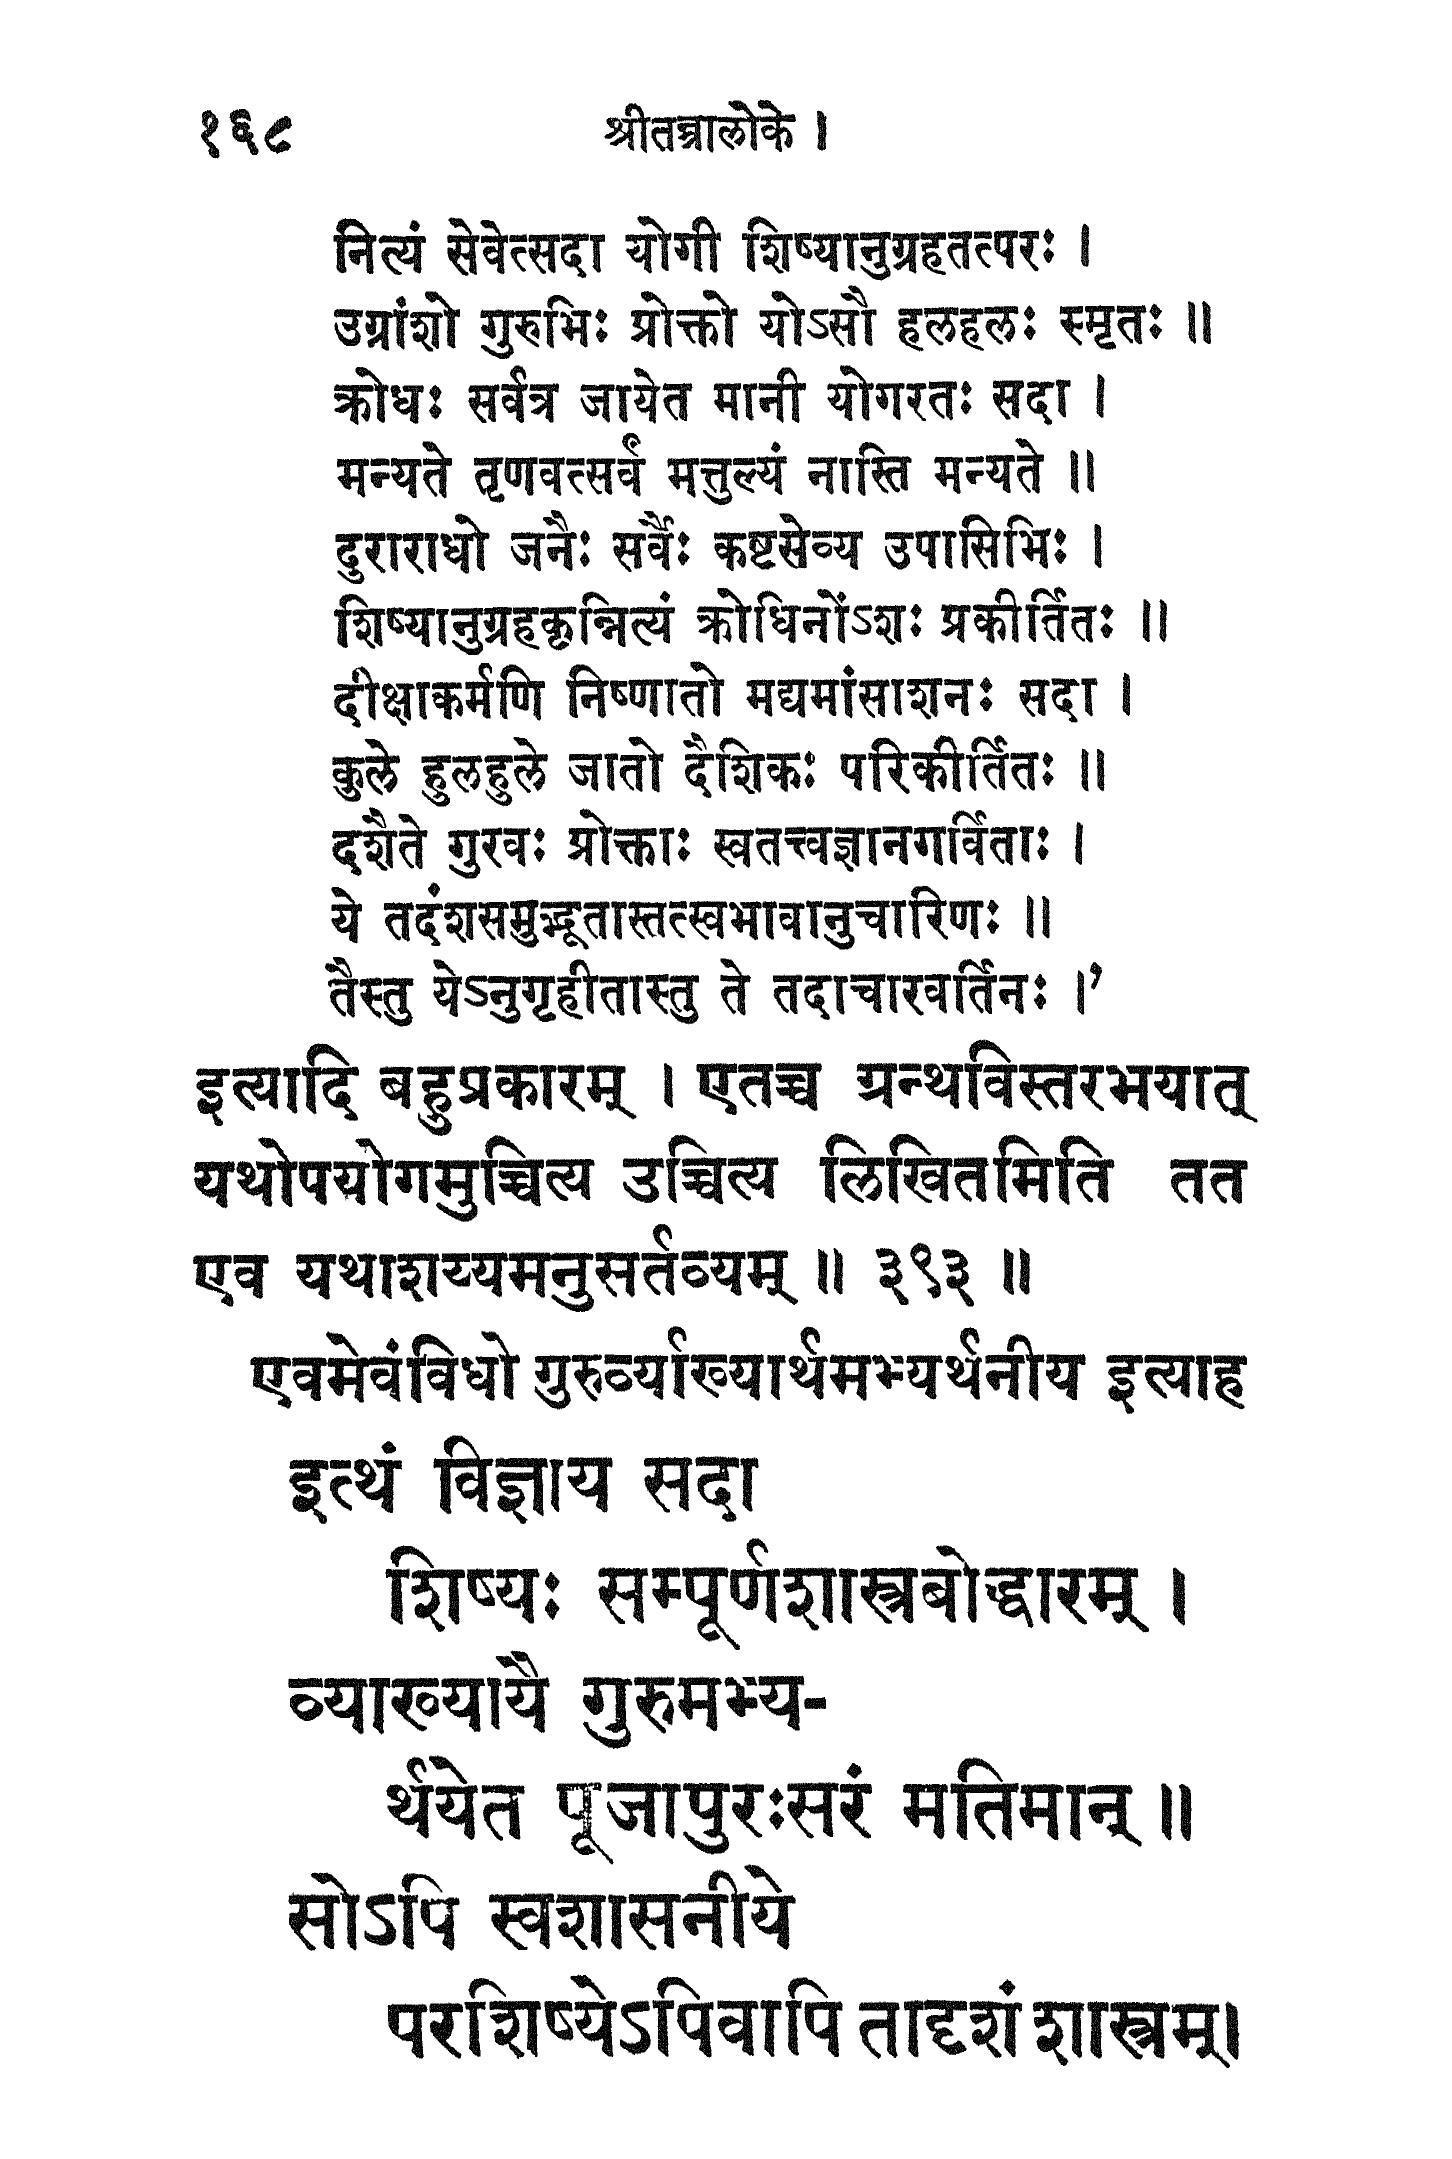 १६८ श्रीतन्त्रालोके ।
नित्यं सेवेत्सदा योगी शिष्यानुग्रहतत्परः ।
उग्रांशो गुरुभिः प्रोक्तो योऽसौ हलहलः स्मृतः ॥
क्रोधः सर्वत्र जायेत मानी योगरतः सदा ।
मन्यते तृणवत्सर्वं मत्तुल्यं नास्ति मन्यते ॥
दुराराधो जनैः सर्वैः कष्टसेव्य उपासिभिः ।
शिष्यानुग्रहकृन्नित्यं क्रोधिनोंऽशः प्रकीर्तितः ॥
दीक्षाकर्मणि निष्णातो मद्यमांसाशनः सदा ।
कुले हुलहुले जातो दैशिकः परिकीर्तितः ॥
दशैते गुरवः प्रोक्ताः स्वतत्त्वज्ञानगर्विताः ।
ये तदंशसमुद्भूतास्तत्स्वभावानुचारिणः ॥
तैस्तु येऽनुगृहीतास्तु ते तदाचारवर्तिनः ।’
इत्यादि बहुप्रकारम् । एतच्च ग्रन्थविस्तरभयात्
यथोपयोगमुच्चित्य उच्चित्य लिखितमिति तत
एव यथाशय्यमनुसर्तव्यम् ॥ ३९३ ॥
एवमेवंविधो गुरुर्व्याख्यार्थमभ्यर्थनीय इत्याह
इत्थं विज्ञाय सदा
शिष्यः सम्पूर्णशास्त्रबोद्धारम् ।
व्याख्यायै गुरुमभ्य-
र्थयेत पूजापुरःसरं मतिमान् ॥
सोऽपि स्वशासनीये
परशिष्येऽपिवापि तादृशं शास्त्रम्।